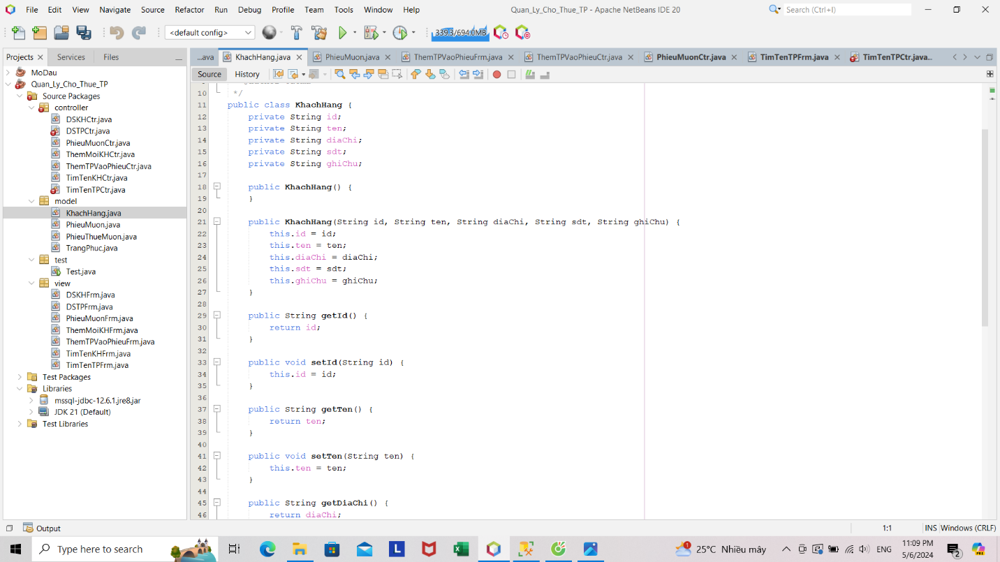 File Edit View Navigate Source Refactor Run Debug Profile Team Tools Window Help
Quan_Ly_Cho_Thue_TP - Apache NetBeans IDE 20
Search (Ctrl+I)
<default config>
339.3/694.0MB
Projects Services Files
...ava KhachHang.java PhieuMuon.java ThemTPVaoPhieuFrm.java ThemTPVaoPhieuCtr.java PhieuMuonCtr.java TimTenTPFrm.java TimTenTPCtr.java...
Source History
MoDau
Quan_Ly_Cho_Thue_TP
Source Packages
controller
DSKHCtr.java
DSTPCtr.java
PhieuMuonCtr.java
ThemMoiKHCtr.java
ThemTPVaoPhieuCtr.java
TimTenKHCtr.java
TimTenTPCtr.java
model
KhachHang.java
PhieuMuon.java
PhieuThueMuon.java
TrangPhuc.java
test
Test.java
view
DSKHFrm.java
DSTPFrm.java
PhieuMuonFrm.java
ThemMoiKHFrm.java
ThemTPVaoPhieuFrm.java
TimTenKHFrm.java
TimTenTPFrm.java
Test Packages
Libraries
mssql-jdbc-12.6.1.jre8.jar
JDK 21 (Default)
Test Libraries
10 */
11 public class KhachHang {
12 private String id;
13 private String ten;
14 private String diaChi;
15 private String sdt;
16 private String ghiChu;
17
18 public KhachHang() {
19 }
20
21 public KhachHang(String id, String ten, String diaChi, String sdt, String ghiChu) {
22 this.id = id;
23 this.ten = ten;
24 this.diaChi = diaChi;
25 this.sdt = sdt;
26 this.ghiChu = ghiChu;
27 }
28
29 public String getId() {
30 return id;
31 }
32
33 public void setId(String id) {
34 this.id = id;
35 }
36
37 public String getTen() {
38 return ten;
39 }
40
41 public void setTen(String ten) {
42 this.ten = ten;
43 }
44
45 public String getDiaChi() {
46 return diaChi;
Output
1:1 INS Windows (CRLF)
Type here to search
25°C Nhiều mây
ENG
11:09 PM
5/6/2024